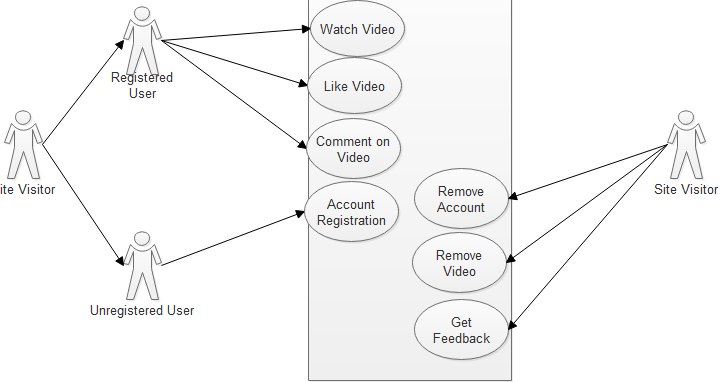 Watch Video
Registered
User
Like Video
Comment on
Video
ite Visitor
Site Visitor
Account
Registration
Remove
Account
Remove
Video
Unregistered User
Get
Feedback